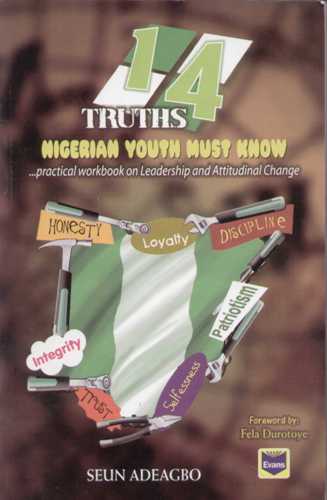 14
TRUTHS
NIGERIAN YOUTH MUST KNOW
...practical workbook on Leadership and Attitudinal Change
HONESTY
Loyalty
DISCIPLINE
Patriotism
Integrity
TRUST
Selfessness
Foreword by:
Fela Durotoye
Evans
SEUN ADEAGBO